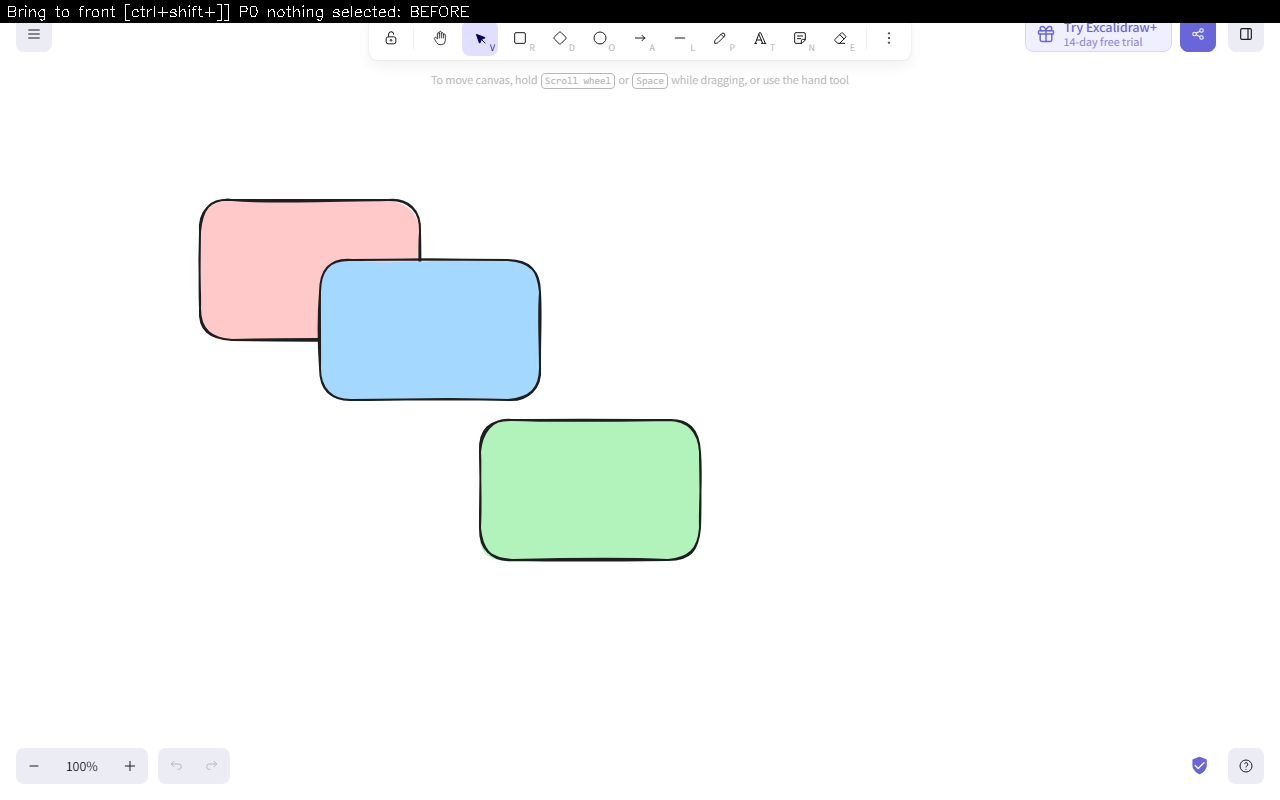 Bring to front [ctrl+shift+]] P0 nothing selected: BEFORE
V R D O A L P T N E
Try Excalidraw+
14-day free trial
To move canvas, hold Scroll wheel or Space while dragging, or use the hand tool
100%